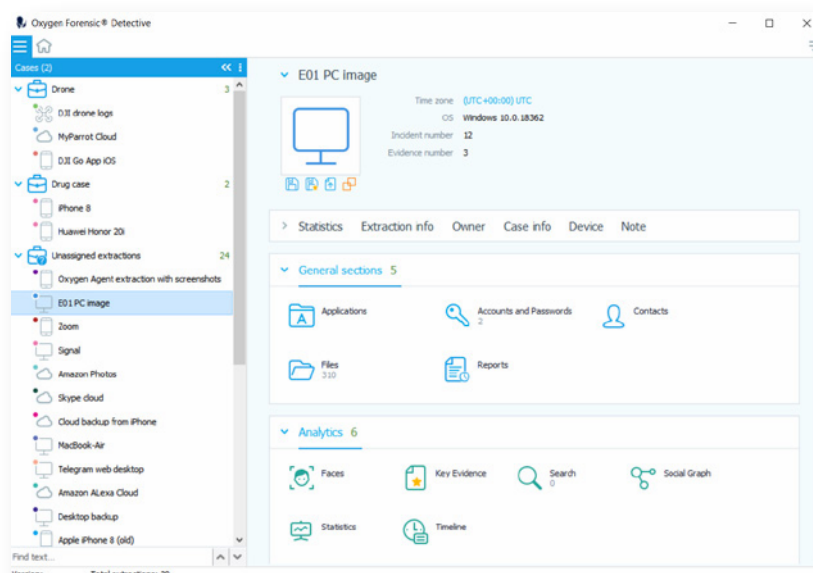 Oxygen Forensic® Detective
Cases (2)
Drone 3
DJI drone logs
MyParrot Cloud
DJI Go App iOS
Drug case 2
iPhone 8
Huawei Honor 20i
Unassigned extractions 24
Oxygen Agent extraction with screenshots
E01 PC image
Zoom
Signal
Amazon Photos
Skype cloud
Cloud backup from iPhone
MacBook-Air
Telegram web desktop
Amazon ALexa Cloud
Desktop backup
Apple iPhone 8 (old)
Find text...
E01 PC image
Time zone (UTC+00:00) UTC
OS Windows 10.0.18362
Incident number 12
Evidence number 3
Statistics Extraction info Owner Case info Device Note
General sections 5
Applications
Accounts and Passwords
2
Contacts
Files
310
Reports
Analytics 6
Faces
Key Evidence
Search
0
Social Graph
Statistics
Timeline